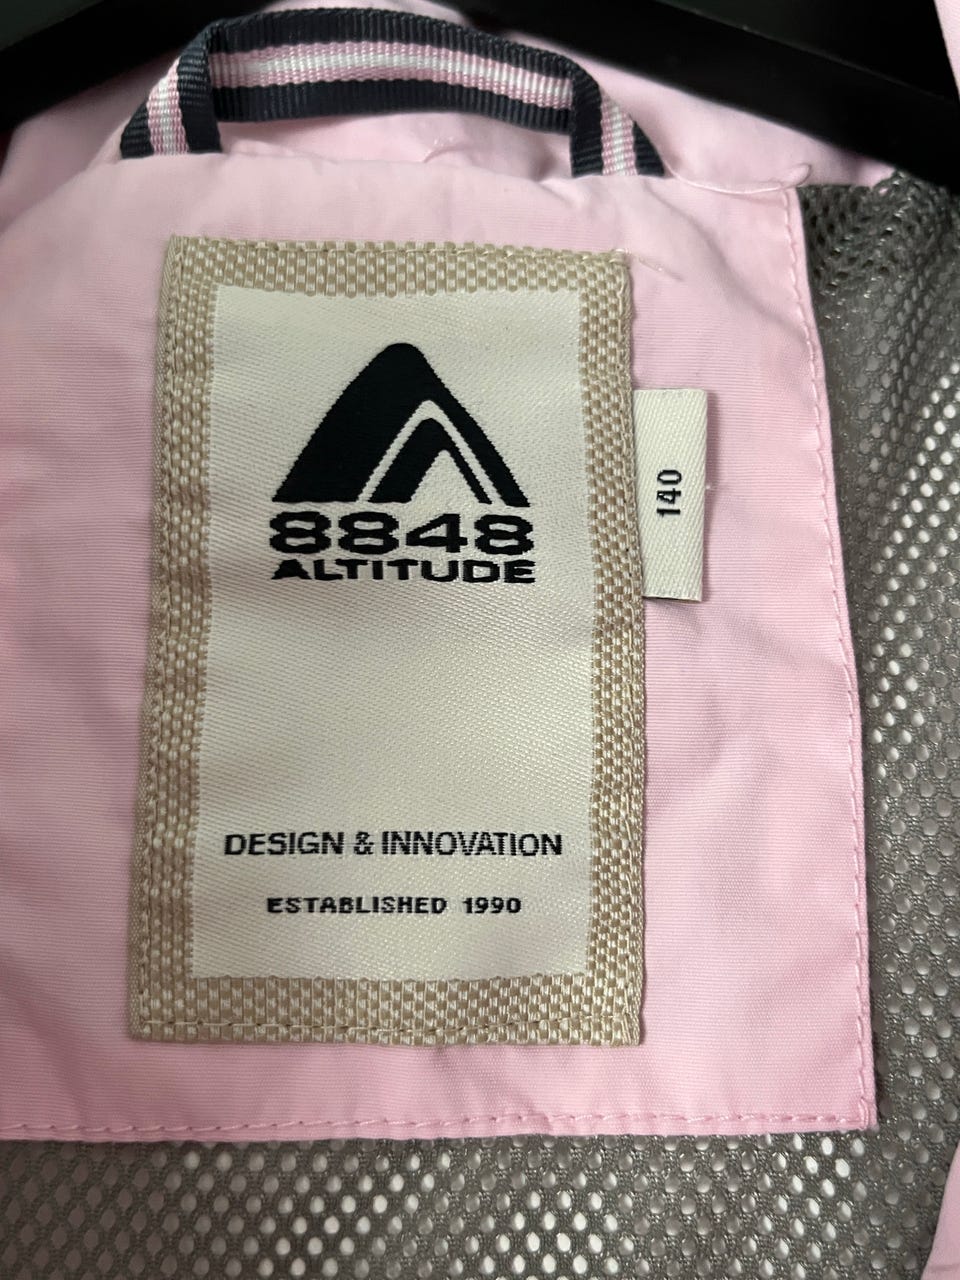 8848
ALTITUDE
140
DESIGN & INNOVATION
ESTABLISHED 1990